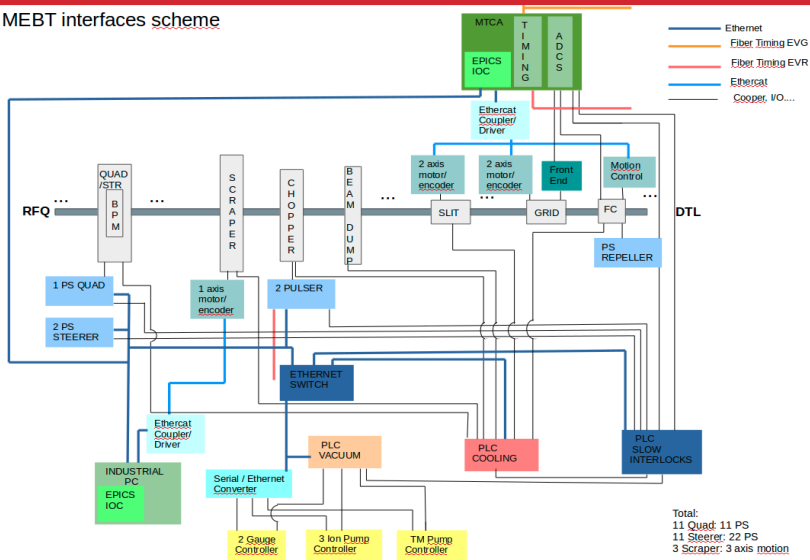 MEBT interfaces scheme
MTCA
TIMING
ADCS
EPICS
IOC
Ethernet
Fiber Timing EVG
Fiber Timing EVR
Ethercat
Cooper, I/O....
Ethercat
Coupler/
Driver
2 axis
motor/
encoder
2 axis
motor/
encoder
Front
End
Motion
Control
QUAD
/STR
BPM
SCRAPER
CHOPPER
BEAM DUMP
...
...
...
...
...
RFQ
SLIT
GRID
FC
DTL
PS
REPELLER
1 PS QUAD
1 axis
motor/
encoder
2 PULSER
2 PS
STEERER
ETHERNET
SWITCH
Ethercat
Coupler/
Driver
PLC
VACUUM
PLC
COOLING
PLC
SLOW
INTERLOCKS
INDUSTRIAL
PC
EPICS
IOC
Serial / Ethernet
Converter
2 Gauge
Controller
3 Ion Pump
Controller
TM Pump
Controller
Total:
11 Quad: 11 PS
11 Steerer: 22 PS
3 Scraper: 3 axis motion